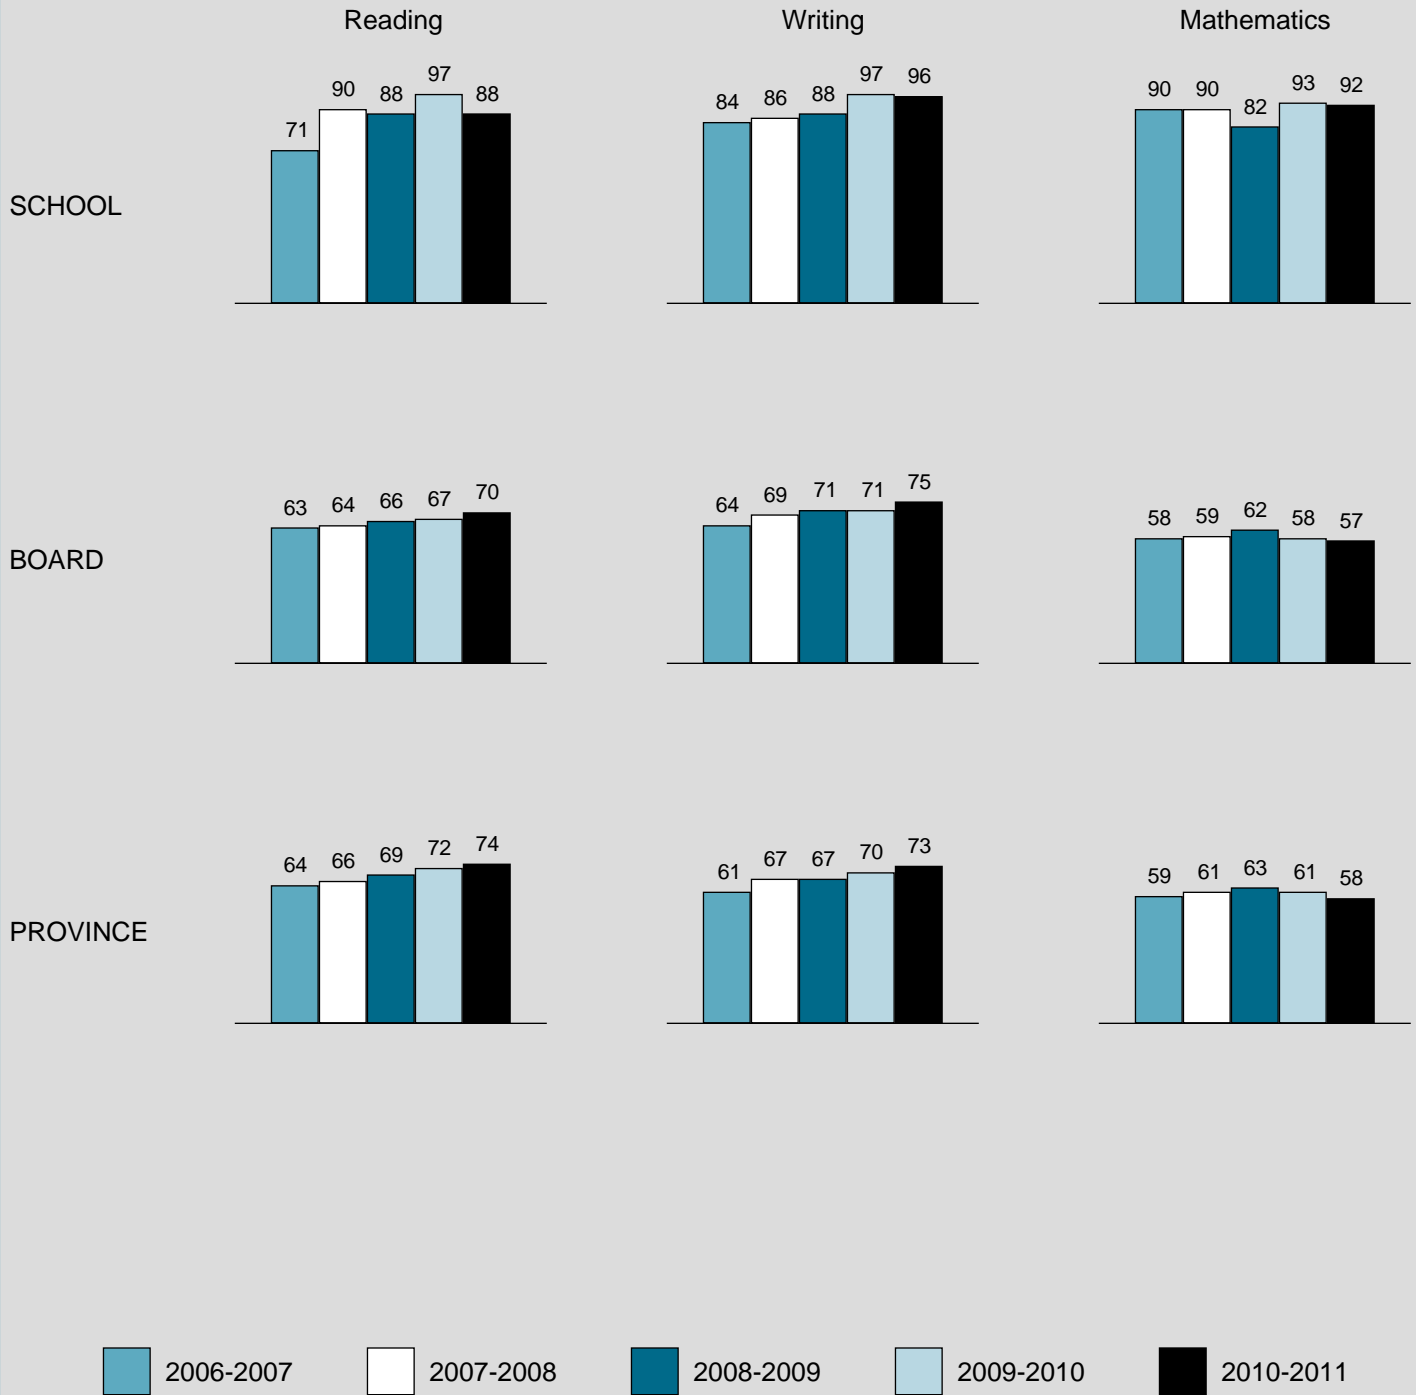 Reading Writing Mathematics
SCHOOL
71 90 88 97 88
84 86 88 97 96
90 90 82 93 92
BOARD
63 64 66 67 70
64 69 71 71 75
58 59 62 58 57
PROVINCE
64 66 69 72 74
61 67 67 70 73
59 61 63 61 58
2006-2007 2007-2008 2008-2009 2009-2010 2010-2011